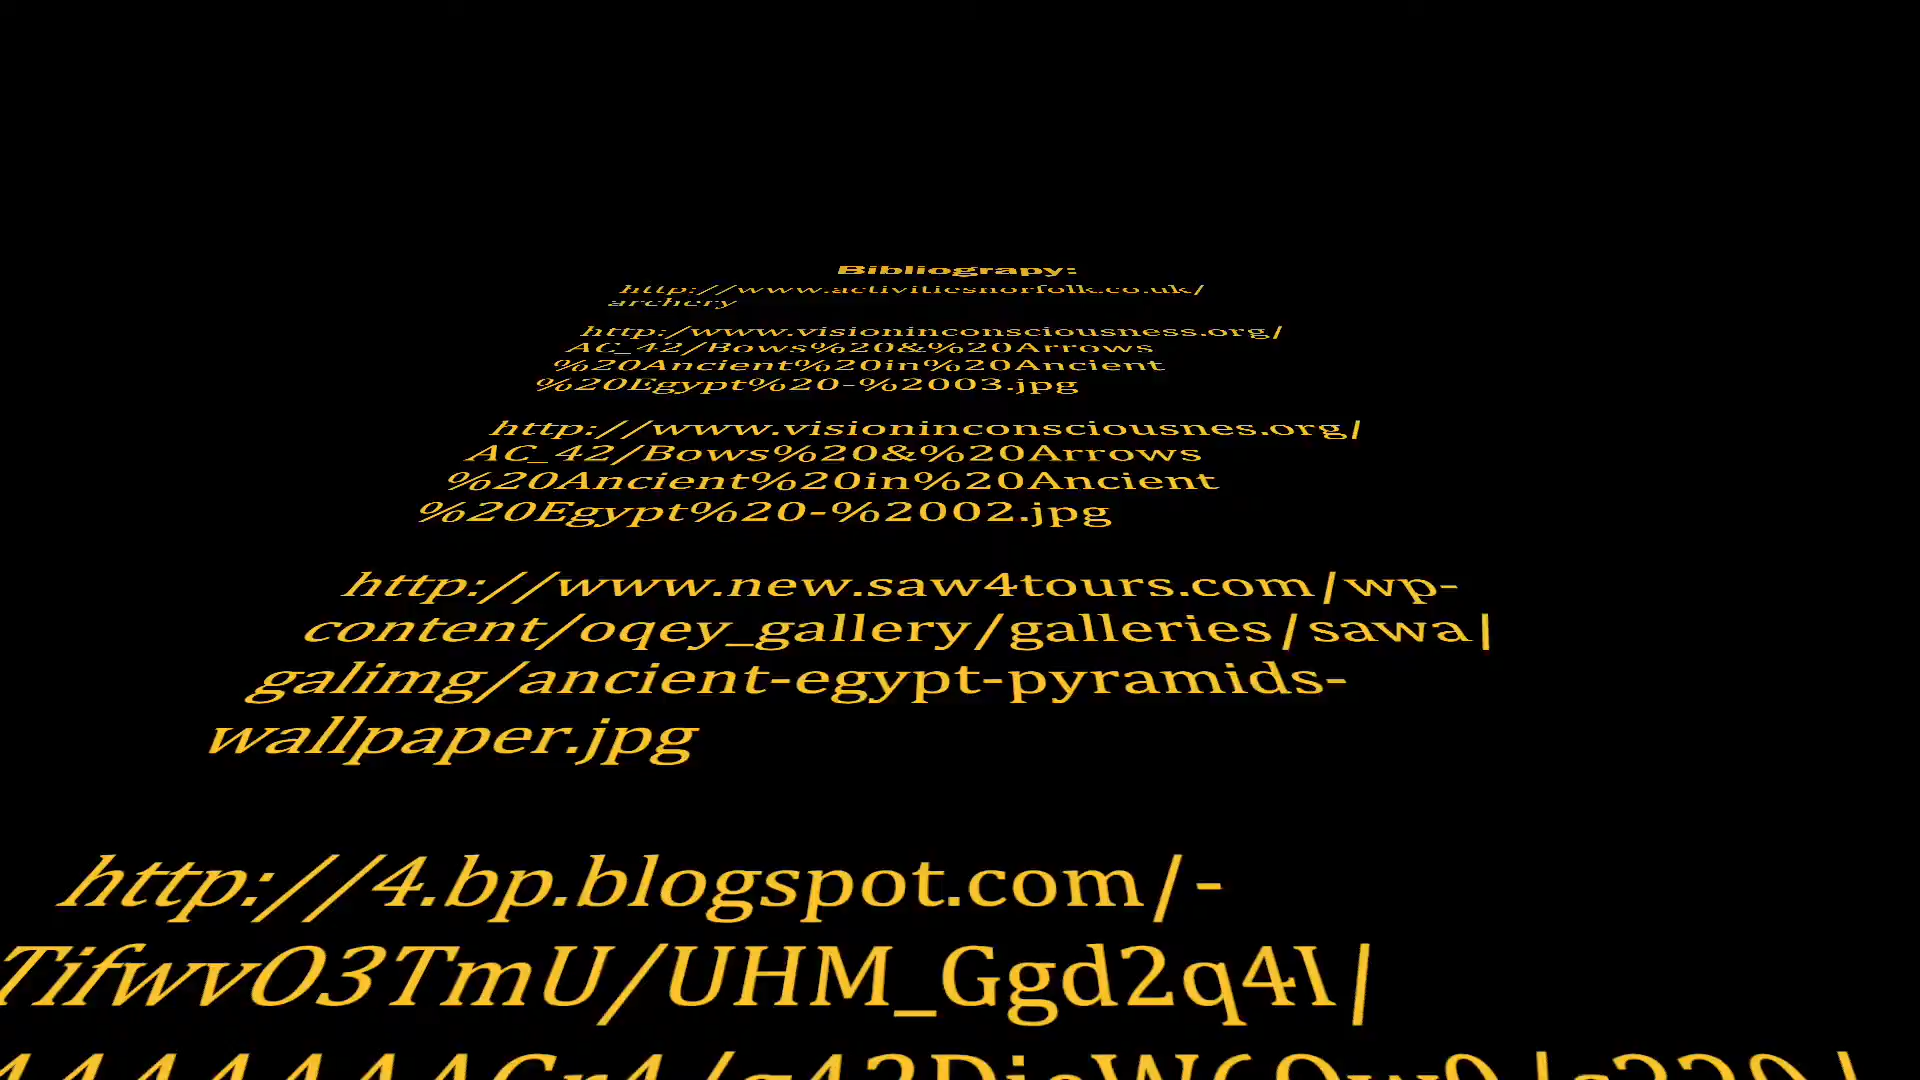 Bibliograpy:
http://www.activitiesnorfolk.co.uk/
archery
http:/www.visioninconsciousness.org/
AC_42/Bows%20&%20Arrows
%20Ancient%20in%20Ancient
%20Egypt%20-%2003.jpg
http://www.visioninconsciousnes.org/
AC_42/Bows%20&%20Arrows
%20Ancient%20in%20Ancient
%20Egypt%20-%2002.jpg
http://www.new.saw4tours.com/wp-
content/oqey_gallery/galleries/sawa/
galimg/ancient-egypt-pyramids-
wallpaper.jpg
http://4.bp.blogspot.com/-
TifwvO3TmU/UHM_Ggd2q4I/